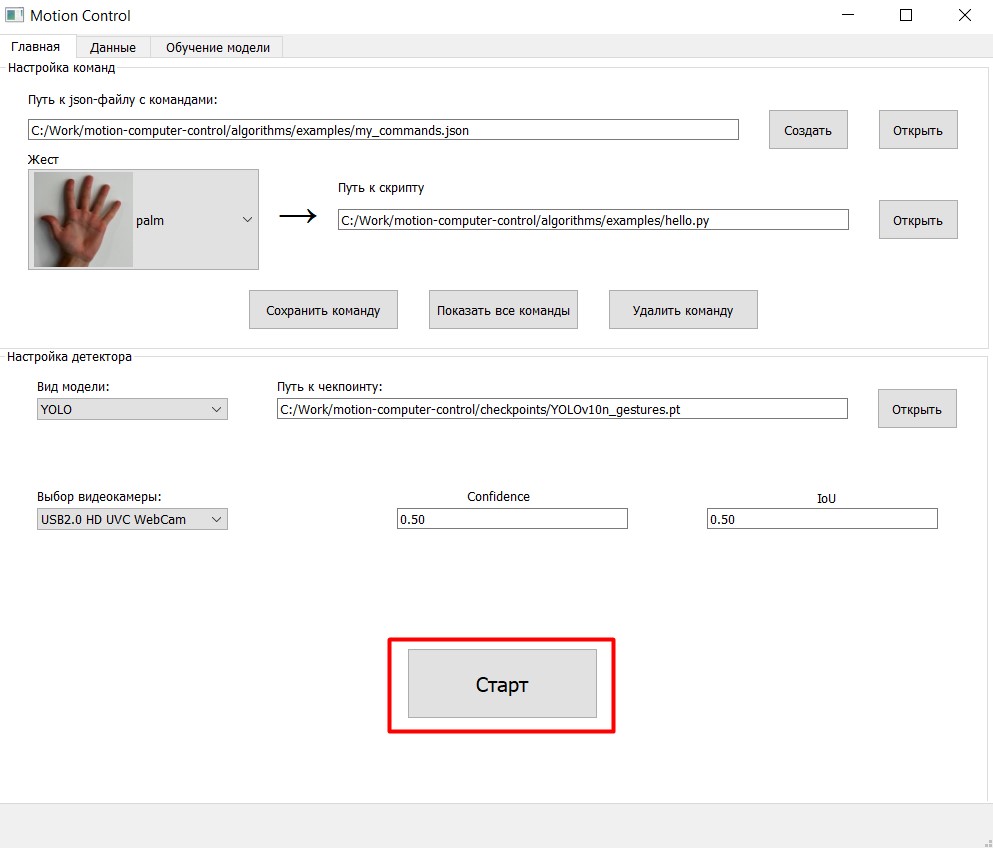 Motion Control
Главная Данные Обучение модели
Настройка команд
Путь к json-файлу с командами:
C:/Work/motion-computer-control/algorithms/examples/my_commands.json Создать Открыть
Жест
Путь к скрипту
palm → C:/Work/motion-computer-control/algorithms/examples/hello.py Открыть
Сохранить команду Показать все команды Удалить команду
Настройка детектора
Вид модели: Путь к чекпоинту:
YOLO C:/Work/motion-computer-control/checkpoints/YOLOv10n_gestures.pt Открыть
Выбор видеокамеры: Confidence IoU
USB2.0 HD UVC WebCam 0.50 0.50
Старт